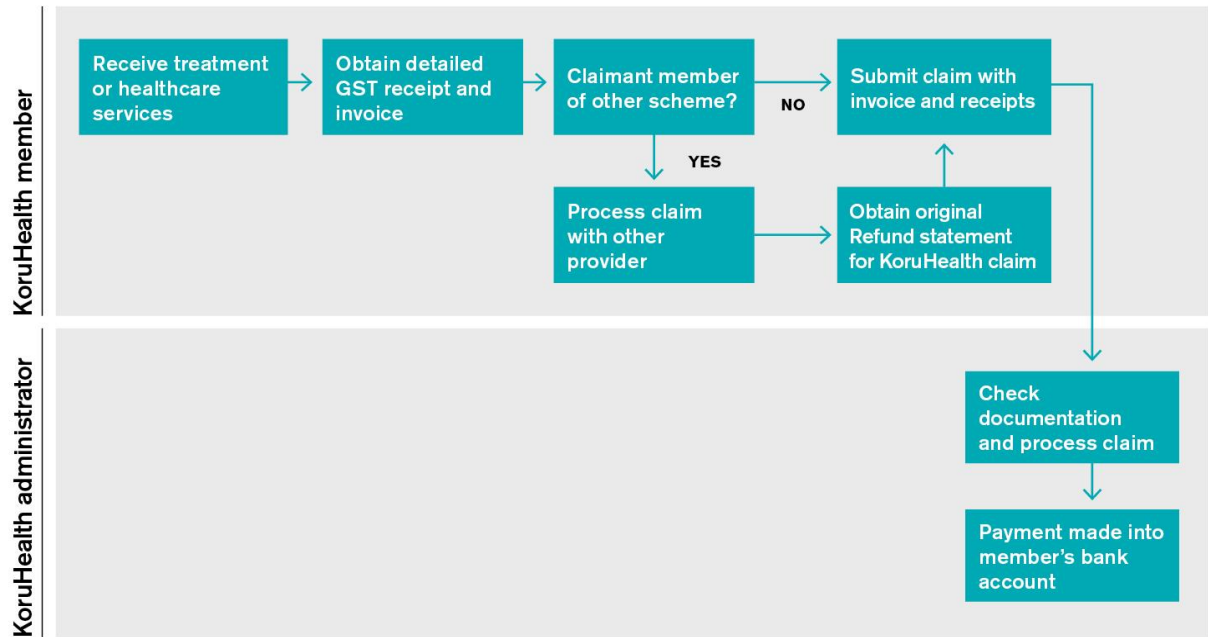 KoruHealth member
Receive treatment
or healthcare
services
Obtain detailed
GST receipt and
invoice
Claimant member
of other scheme?
NO
Submit claim with
invoice and receipts
YES
Process claim
with other
provider
Obtain original
Refund statement
for KoruHealth claim
KoruHealth administrator
Check
documentation
and process claim
Payment made into
member's bank
account